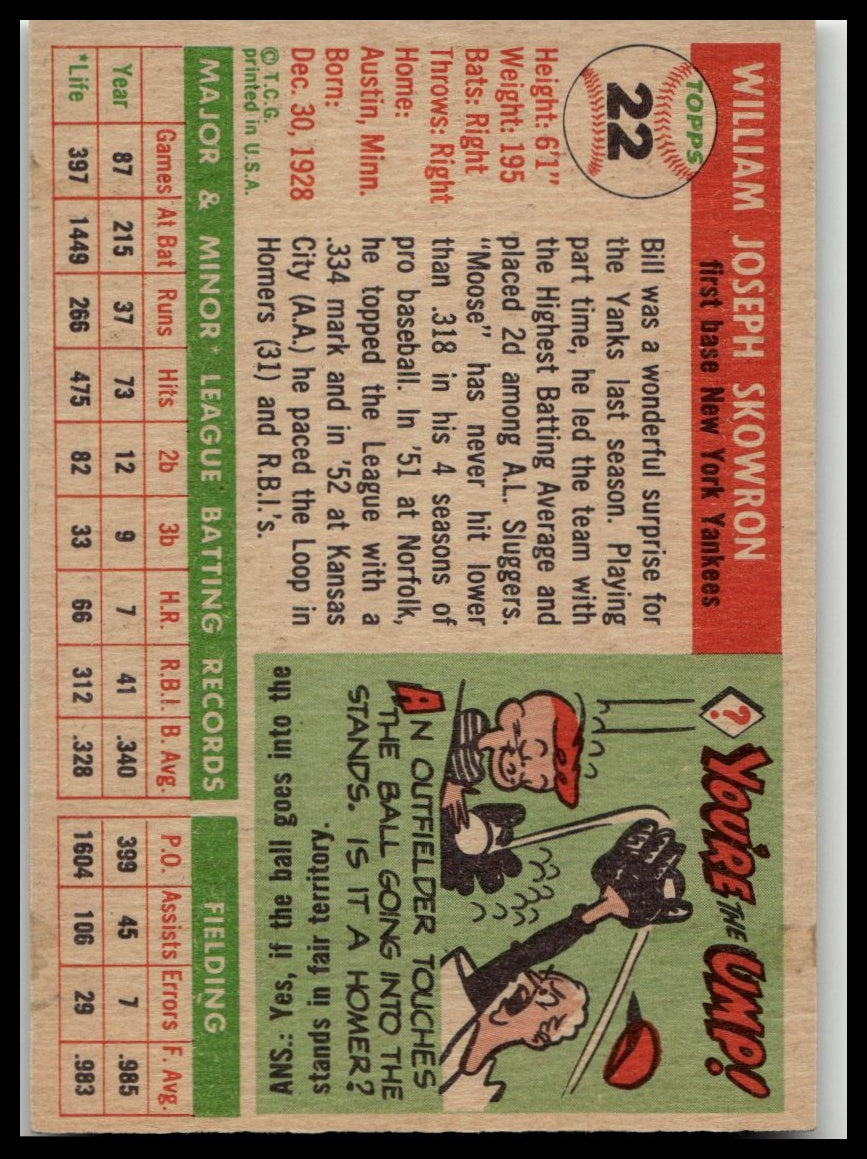 TOPPS
22
WILLIAM JOSEPH SKOWRON
first base New York Yankees
Height: 6'1"
Weight: 195
Bats: Right
Throws: Right
Home:
Austin, Minn.
Born:
Dec. 30, 1928
© T.C.G.
printed in U.S.A.
Bill was a wonderful surprise for
the Yanks last season. Playing
part time, he led the team with
the Highest Batting Average and
placed 2d among A.L. Sluggers.
"Moose" has never hit lower
than .318 in his 4 seasons of
pro baseball. In '51 at Norfolk,
he topped the League with a
.334 mark and in '52 at Kansas
City (A.A.) he paced the Loop in
Homers (31) and R.B.I.'s.
? YOU'RE THE UMP!
AN OUTFIELDER TOUCHES
THE BALL GOING INTO THE
STANDS. IS IT A HOMER?
ANS.: Yes, if the ball goes into the
stands in fair territory.
MAJOR & MINOR* LEAGUE BATTING RECORDS FIELDING
Games At Bat Runs Hits 2b 3b H.R. R.B.I. B. Avg. P.O. Assists Errors F. Avg.
Year 87 215 37 73 12 9 7 41 .340 399 45 7 .985
*Life 397 1449 266 475 82 33 66 312 .328 1604 106 29 .983